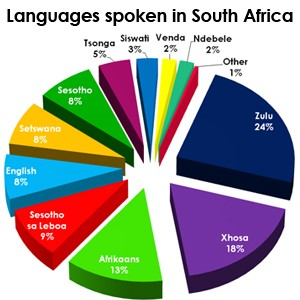 Languages spoken in South Africa
Siswati
3%
Venda
2%
Ndebele
2%
Tsonga
5%
Other
1%
Sesotho
8%
Zulu
24%
Setswana
8%
English
8%
Sesotho
sa Leboa
9%
Afrikaans
13%
Xhosa
18%